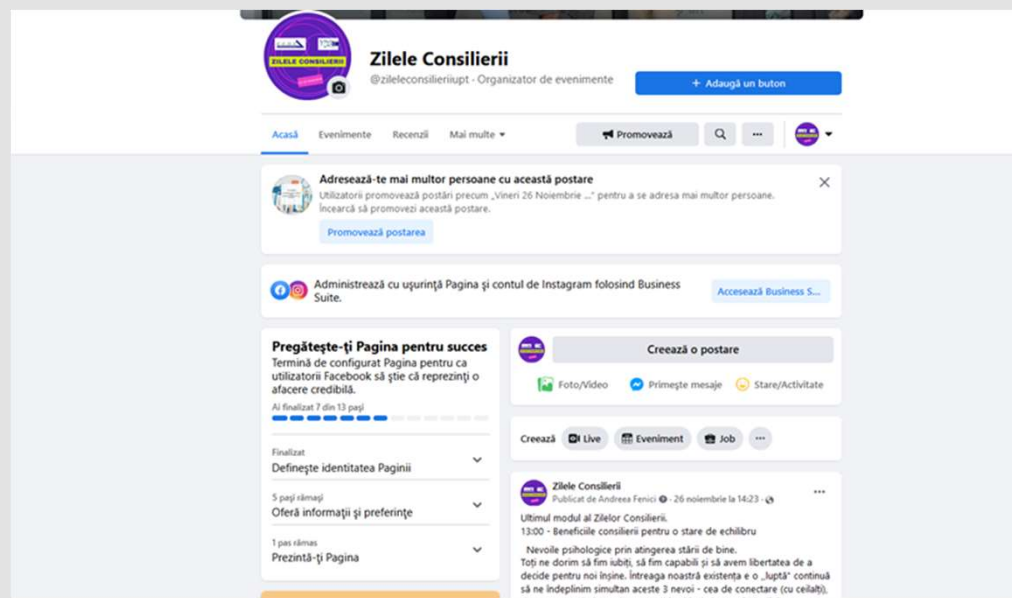 ZILELE CONSILIERII
Zilele Consilierii
@zileleconsilieriiupt · Organizator de evenimente
+ Adaugă un buton
Acasă Evenimente Recenzii Mai multe
Promovează
Adresează-te mai multor persoane cu această postare
Utilizatorii promovează postări precum „Vineri 26 Noiembrie ...” pentru a se adresa mai multor persoane.
Încearcă să promovezi această postare.
Promovează postarea
Administrează cu ușurință Pagina și contul de Instagram folosind Business
Suite.
Accesează Business S...
Pregătește-ți Pagina pentru succes
Termină de configurat Pagina pentru ca
utilizatorii Facebook să știe că reprezinți o
afacere credibilă.
Ai finalizat 7 din 13 pași
Finalizat
Definește identitatea Paginii
5 pași rămași
Oferă informații și preferințe
1 pas rămas
Prezintă-ți Pagina
Creează o postare
Foto/Video Primește mesaje Stare/Activitate
Creează Live Eveniment Job ...
Zilele Consilierii
Publicat de Andreea Fenici · 26 noiembrie la 14:23 ·
Ultimul modul al Zilelor Consilierii.
13:00 - Beneficiile consilierii pentru o stare de echilibru
Nevoile psihologice prin atingerea stării de bine.
Toți ne dorim să fim iubiți, să fim capabili și să avem libertatea de a
decide pentru noi înșine. Întreaga noastră existența e o „luptă” continuă
să ne îndeplinim simultan aceste 3 nevoi - cea de conectare (cu ceilalți),